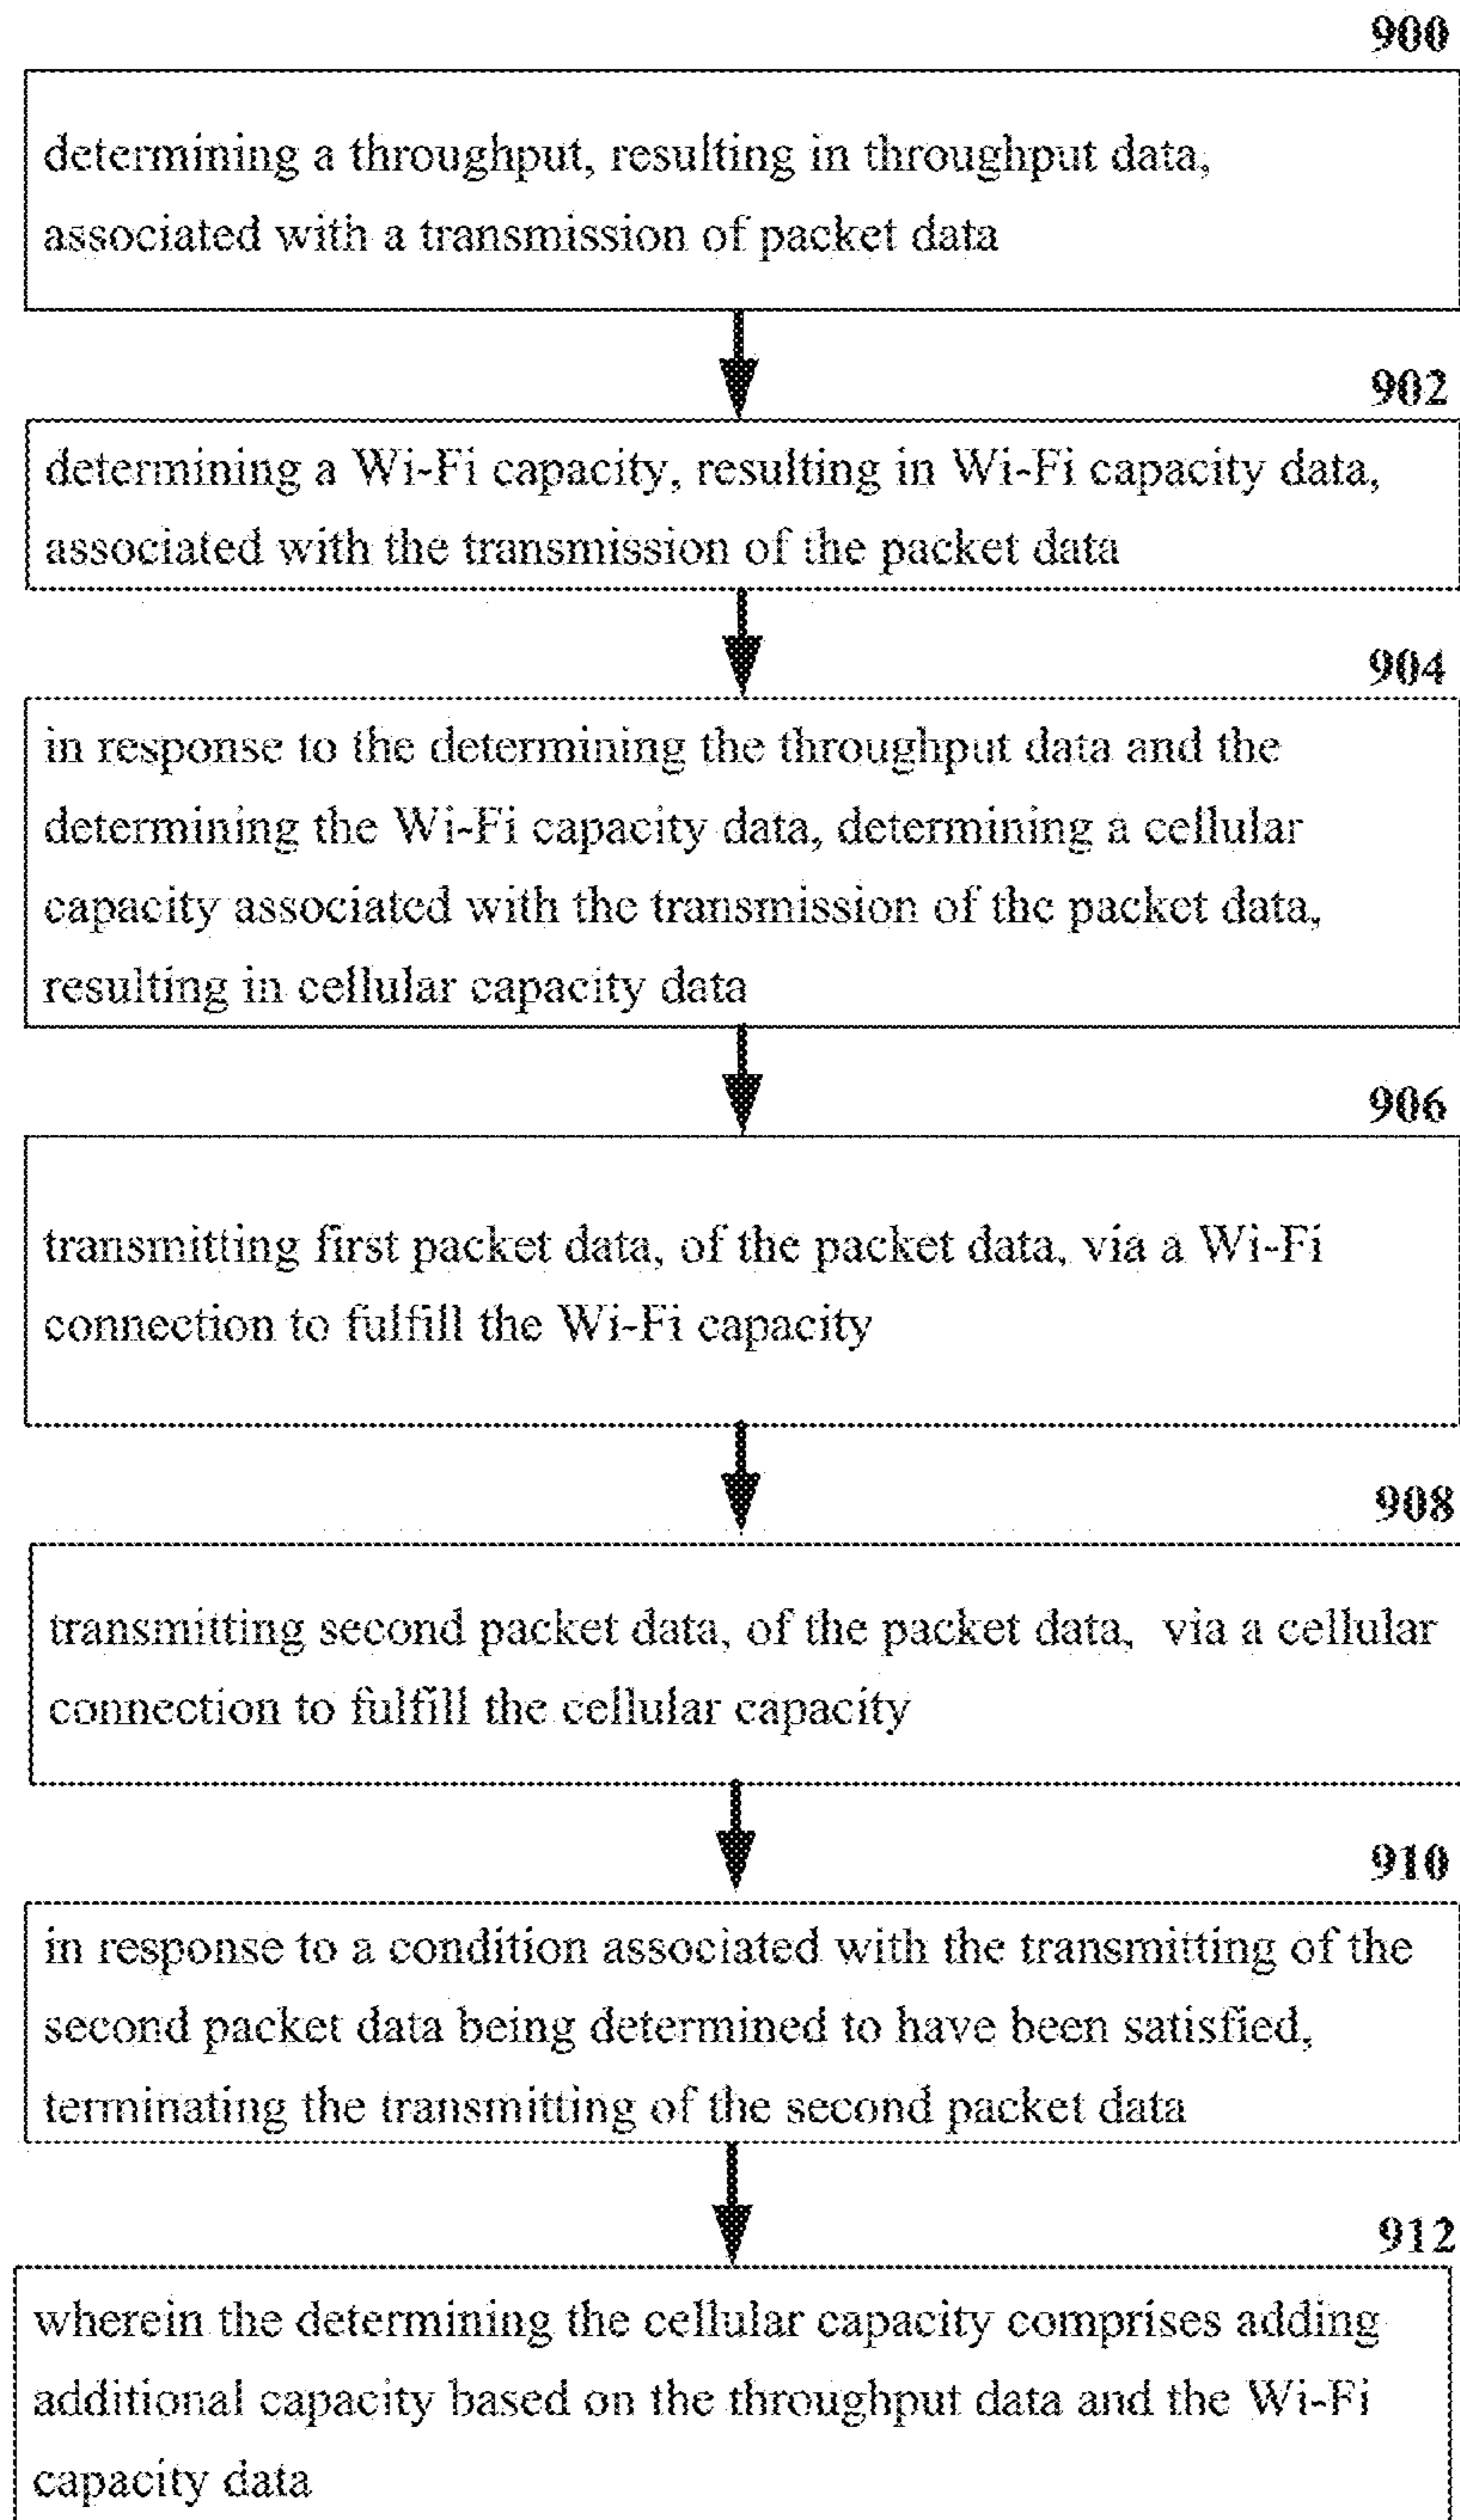 900
determining a throughput, resulting in throughput data,
associated with a transmission of packet data
902
determining a Wi-Fi capacity, resulting in Wi-Fi capacity data,
associated with the transmission of the packet data
904
in response to the determining the throughput data and the
determining the Wi-Fi capacity data, determining a cellular
capacity associated with the transmission of the packet data,
resulting in cellular capacity data
906
transmitting first packet data, of the packet data, via a Wi-Fi
connection to fulfill the Wi-Fi capacity
908
transmitting second packet data, of the packet data, via a cellular
connection to fulfill the cellular capacity
910
in response to a condition associated with the transmitting of the
second packet data being determined to have been satisfied,
terminating the transmitting of the second packet data
912
wherein the determining the cellular capacity comprises adding
additional capacity based on the throughput data and the Wi-Fi
capacity data